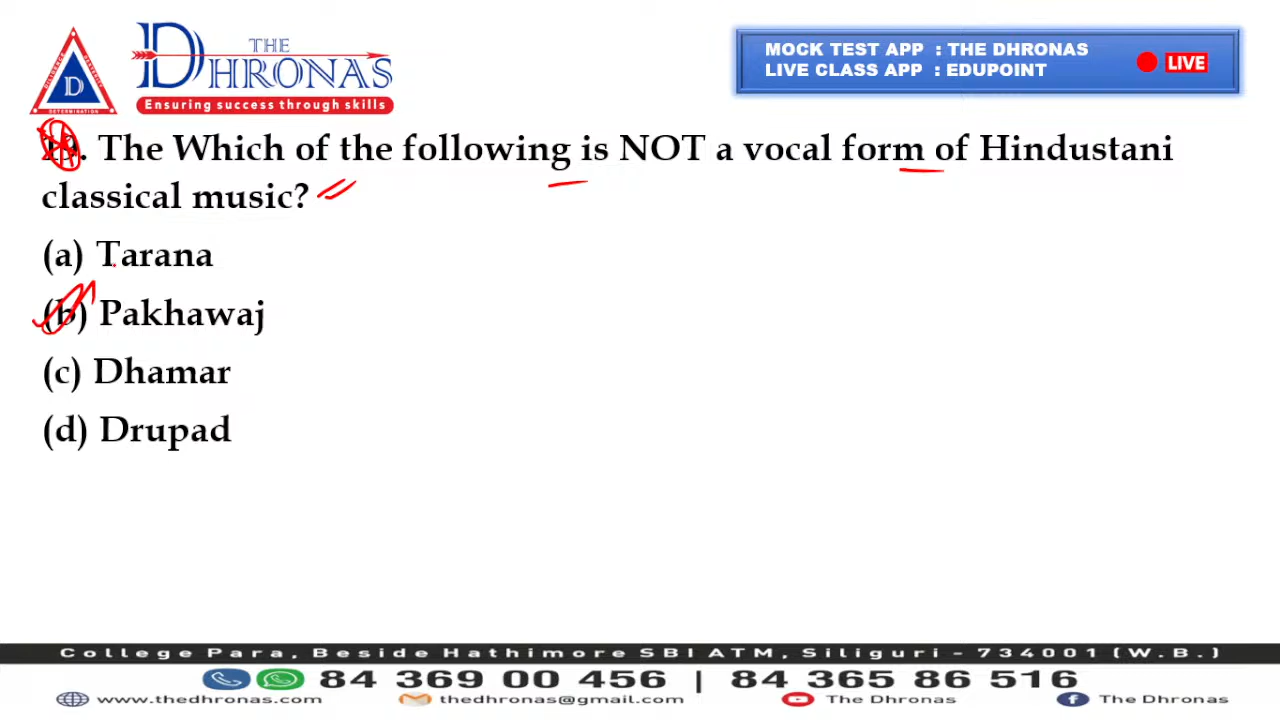 THE
DHRONAS
Ensuring success through skills
D
DETERMINATION
MOCK TEST APP : THE DHRONAS
LIVE CLASS APP : EDUPOINT
LIVE
19. The Which of the following is NOT a vocal form of Hindustani
classical music?
(a) Tarana
(b) Pakhawaj
(c) Dhamar
(d) Drupad
College Para, Beside Hathimore SBI ATM, Siliguri - 734001 (W.B.)
84 369 00 456 | 84 365 86 516
www.thedhronas.com thedhronas@gmail.com The Dhronas The Dhronas